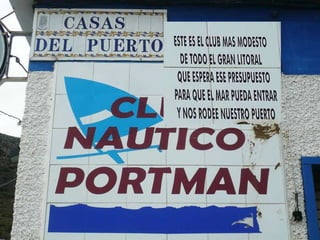 CASAS
DEL PUERTO
ESTE ES EL CLUB MAS MODESTO
DE TODO EL GRAN LITORAL
QUE ESPERA ESE PRESUPUESTO
PARA QUE EL MAR PUEDA ENTRAR
Y NOS RODEE NUESTRO PUERTO
CLU
NAUTICO
PORTMAN